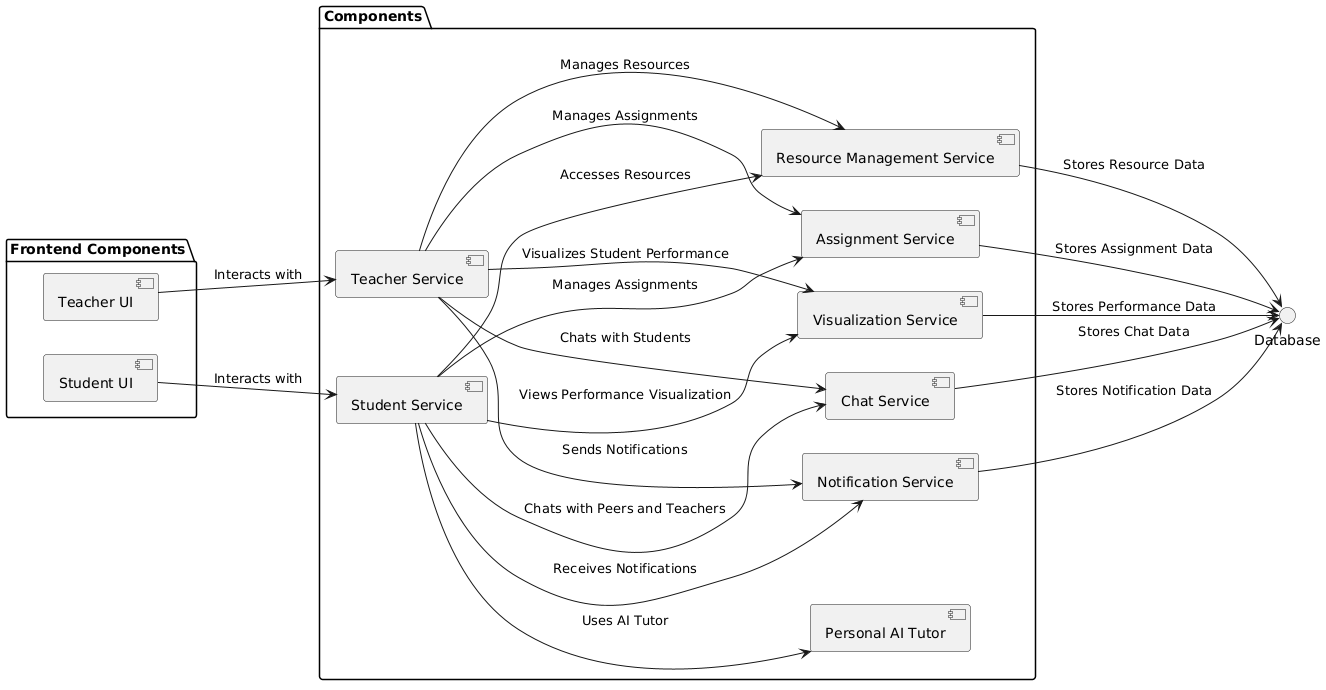 Components
Frontend Components
Teacher UI
Student UI
Interacts with
Interacts with
Teacher Service
Student Service
Manages Resources
Manages Assignments
Accesses Resources
Visualizes Student Performance
Manages Assignments
Chats with Students
Views Performance Visualization
Sends Notifications
Chats with Peers and Teachers
Receives Notifications
Uses AI Tutor
Resource Management Service
Assignment Service
Visualization Service
Chat Service
Notification Service
Personal AI Tutor
Stores Resource Data
Stores Assignment Data
Stores Performance Data
Stores Chat Data
Stores Notification Data
Database